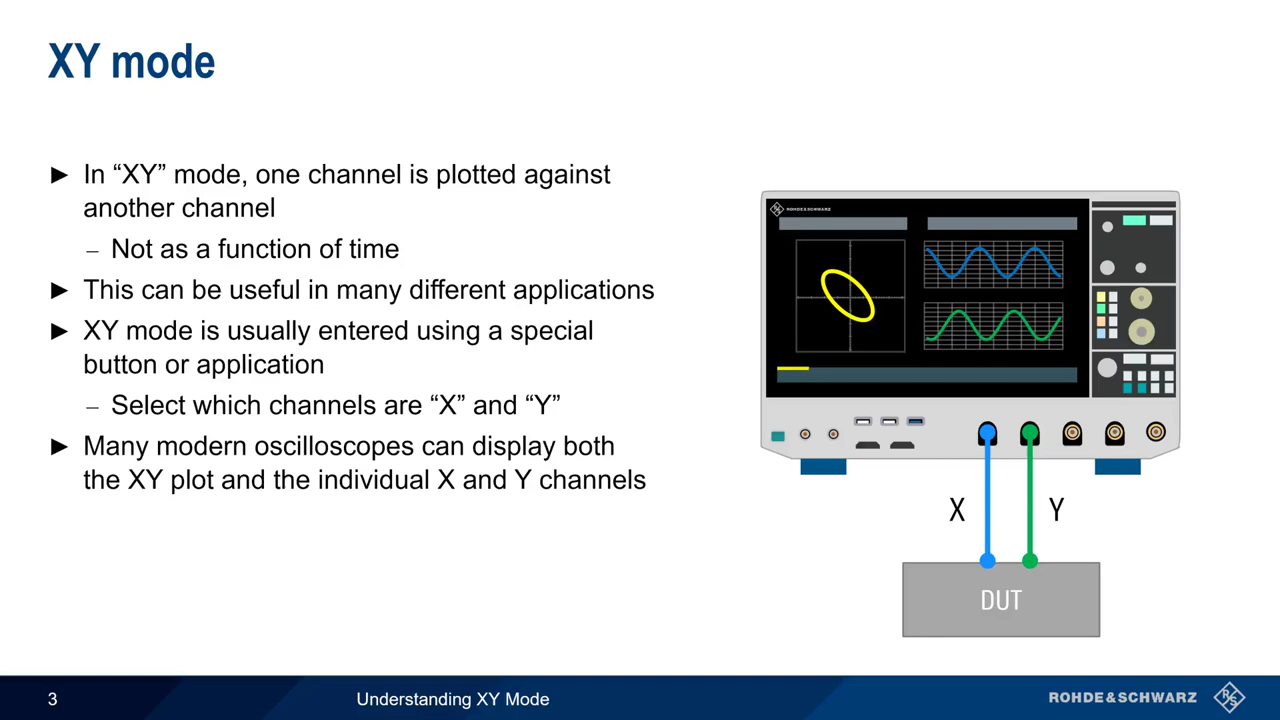 XY mode
► In “XY” mode, one channel is plotted against
another channel
– Not as a function of time
► This can be useful in many different applications
► XY mode is usually entered using a special
button or application
– Select which channels are “X” and “Y”
► Many modern oscilloscopes can display both
the XY plot and the individual X and Y channels
ROHDE&SCHWARZ
X
Y
DUT
3
Understanding XY Mode
ROHDE&SCHWARZ